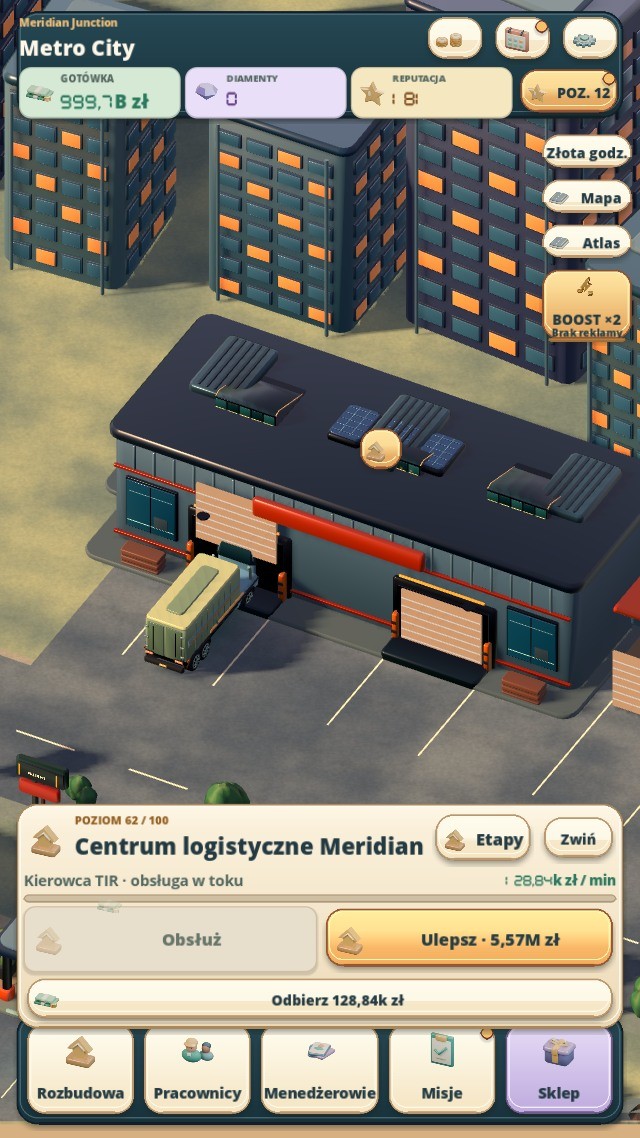 Meridian Junction
Metro City
GOTÓWKA
999,7B zł
DIAMENTY
0
REPUTACJA
181
POZ. 12
Złota godz.
Mapa
Atlas
BOOST ×2
Brak reklamy
POZIOM 62 / 100
Centrum logistyczne Meridian
Etapy
Zwiń
Kierowca TIR · obsługa w toku
128,84k zł / min
Obsłuż
Ulepsz · 5,57M zł
Odbierz 128,84k zł
Rozbudowa
Pracownicy
Menedżerowie
Misje
Sklep